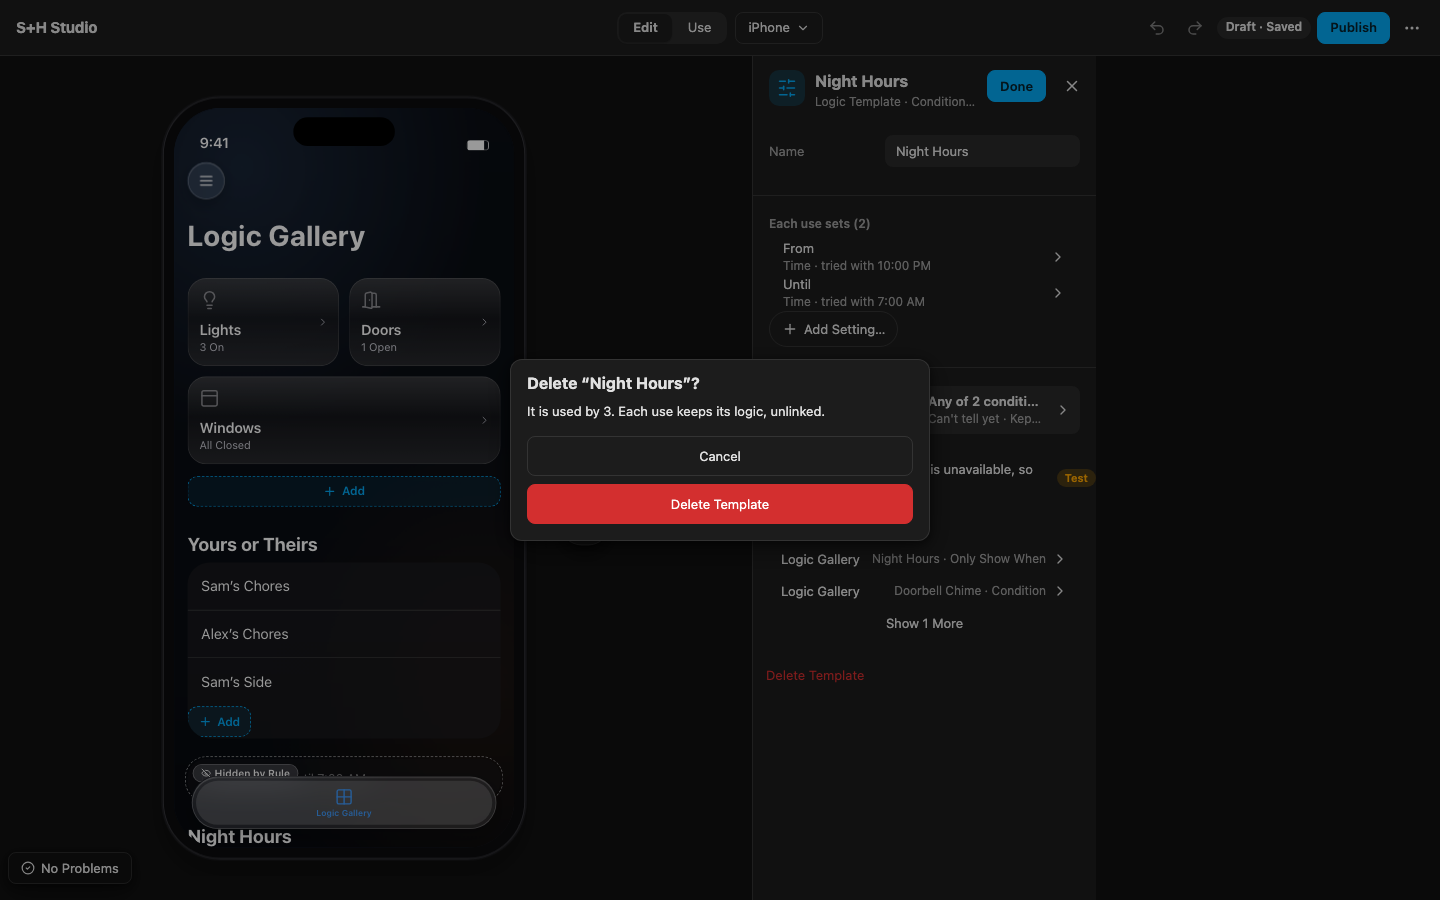 S+H Studio
Edit
Use
iPhone
Draft · Saved
Publish
9:41
Logic Gallery
Lights
3 On
Doors
1 Open
Windows
All Closed
Add
Yours or Theirs
Sam's Chores
Alex's Chores
Sam's Side
Add
Hidden by Rule
Logic Gallery
Night Hours
No Problems
Night Hours
Logic Template · Condition...
Done
Name
Night Hours
Each use sets (2)
From
Time · tried with 10:00 PM
Until
Time · tried with 7:00 AM
Add Setting...
Any of 2 conditi...
Can't tell yet · Kep...
is unavailable, so
Test
Logic Gallery
Night Hours · Only Show When
Logic Gallery
Doorbell Chime · Condition
Show 1 More
Delete Template
Delete “Night Hours”?
It is used by 3. Each use keeps its logic, unlinked.
Cancel
Delete Template